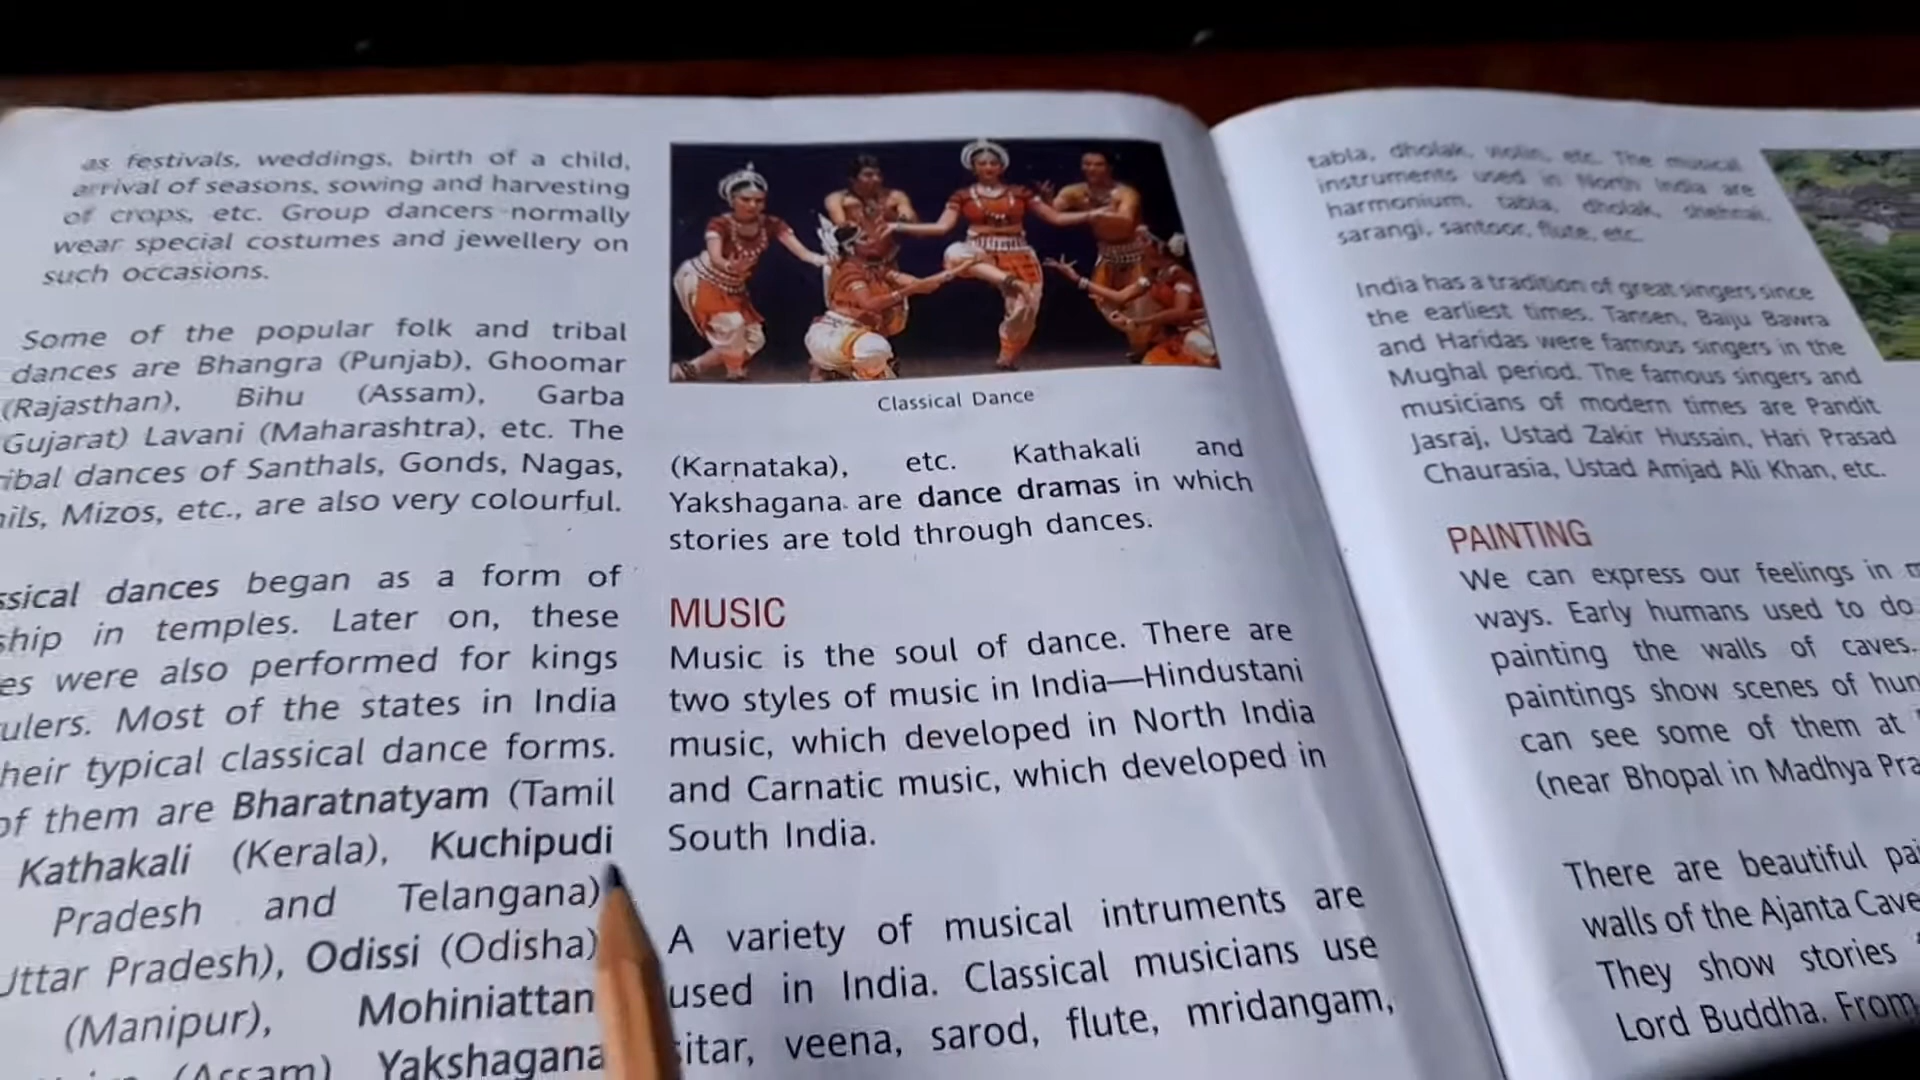 as festivals, weddings, birth of a child,
arrival of seasons, sowing and harvesting
of crops, etc. Group dancers normally
wear special costumes and jewellery on
such occasions.
Some of the popular folk and tribal
dances are Bhangra (Punjab), Ghoomar
(Rajasthan), Bihu (Assam), Garba
Gujarat) Lavani (Maharashtra), etc. The
dances of Santhals, Gonds, Nagas,
Mizos, etc., are also very colourful.
dances began as a form of
in temples. Later on, these
were also performed for kings
Most of the states in India
typical classical dance forms.
of them are Bharatnatyam (Tamil
Kathakali (Kerala), Kuchipudi
Pradesh and Telangana)
Uttar Pradesh), Odissi (Odisha)
(Manipur), Mohiniattan
(Assam) Yakshagana
Classical Dance
(Karnataka), etc. Kathakali and
Yakshagana are dance dramas in which
stories are told through dances.
MUSIC
Music is the soul of dance. There are
two styles of music in India—Hindustani
music, which developed in North India
and Carnatic music, which developed in
South India.
A variety of musical intruments are
used in India. Classical musicians use
sitar, veena, sarod, flute, mridangam,
tabla, dholak, violin, etc. The musical
instruments used in North India are
harmonium, tabla, dholak, shehnai,
sarangi, santoor, flute, etc.
India has a tradition of great singers since
the earliest times. Tansen, Baiju Bawra
and Haridas were famous singers in the
Mughal period. The famous singers and
musicians of modern times are Pandit
Jasraj, Ustad Zakir Hussain, Hari Prasad
Chaurasia, Ustad Amjad Ali Khan, etc.
PAINTING
We can express our feelings in
ways. Early humans used to do
painting the walls of caves.
paintings show scenes of
can see some of them at
(near Bhopal in Madhya
There are beautiful
walls of the Ajanta
They show stories
Lord Buddha. From